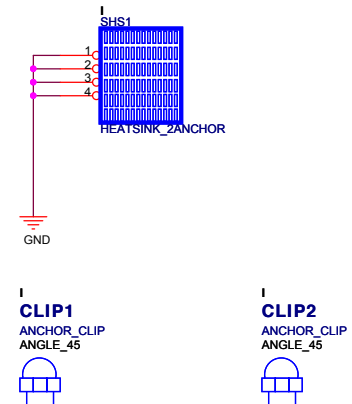 I
SHS1
1
2
3
4
HEATSINK_2ANCHOR
GND
I
CLIP1
ANCHOR_CLIP
ANGLE_45
I
CLIP2
ANCHOR_CLIP
ANGLE_45